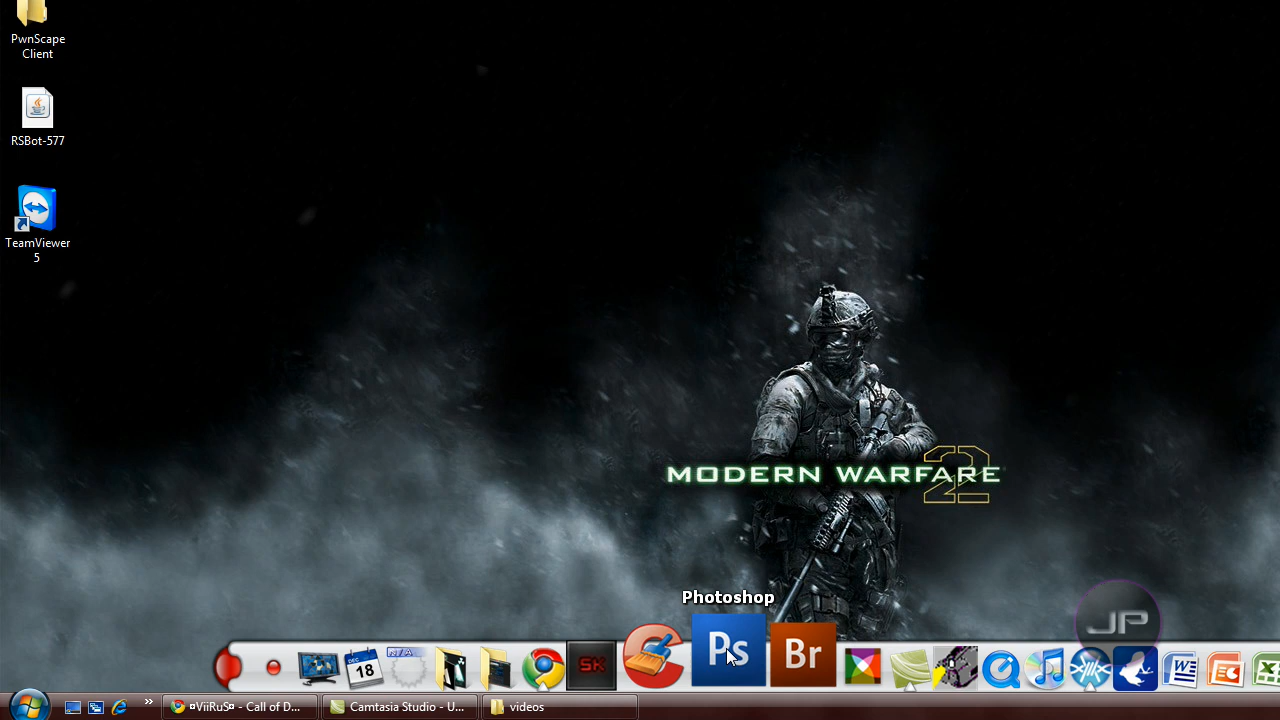 PwnScape
Client
RSBot-577
TeamViewer
5
MODERN WARFARE
2
Photoshop
JP
DEC
18
N/A
SK
Ps
Br
W
X
¤ViiRuS¤ - Call of D...
Camtasia Studio - U...
videos